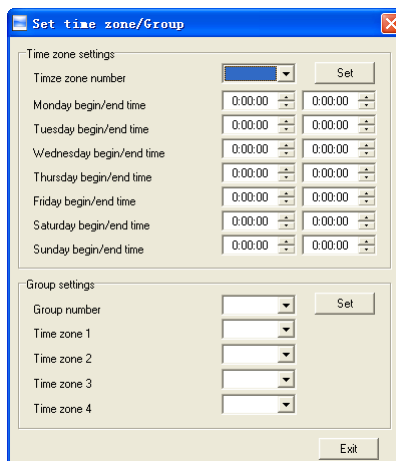 Set time zone/Group
Time zone settings
Timze zone number Set
Monday begin/end time 0:00:00 0:00:00
Tuesday begin/end time 0:00:00 0:00:00
Wednesday begin/end time 0:00:00 0:00:00
Thursday begin/end time 0:00:00 0:00:00
Friday begin/end time 0:00:00 0:00:00
Saturday begin/end time 0:00:00 0:00:00
Sunday begin/end time 0:00:00 0:00:00
Group settings
Group number Set
Time zone 1
Time zone 2
Time zone 3
Time zone 4
Exit